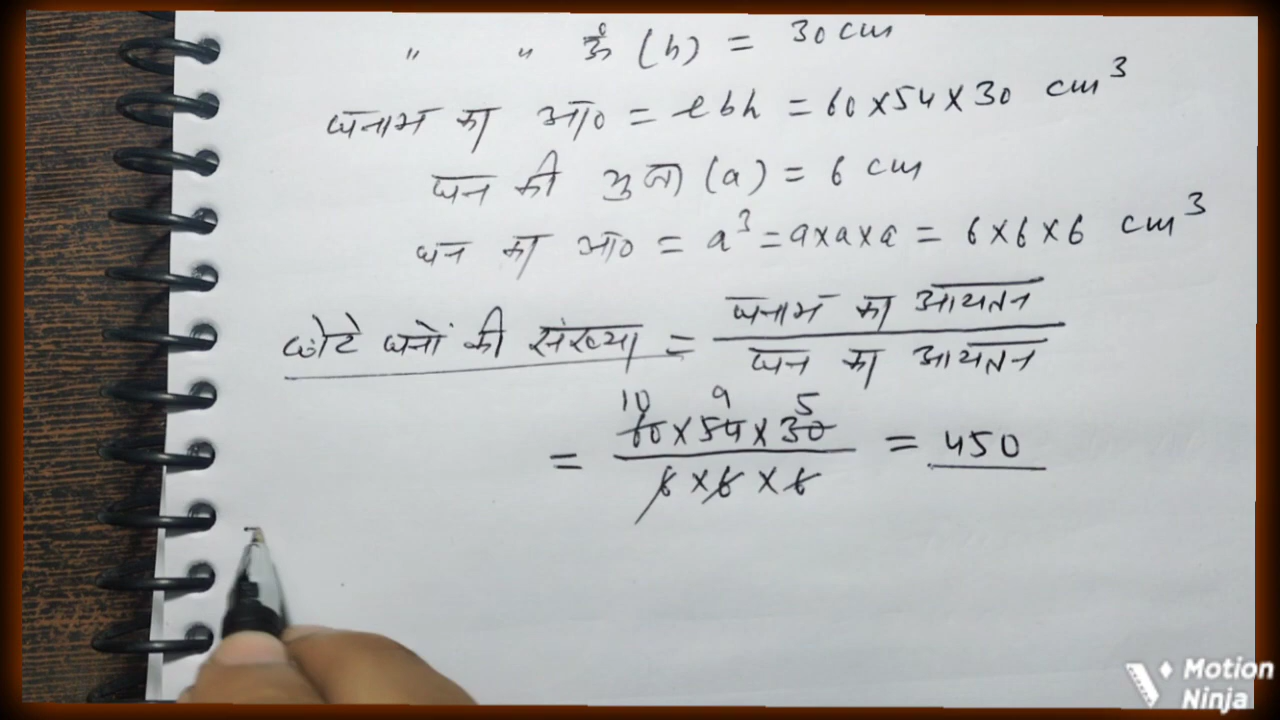 " " ऊँ (h) = 30 cm
घनाभ का आ० = lbh = 60×54×30 cm³
घन की भुजा (a) = 6 cm
घन का आ० = a³ = a×a×a = 6×6×6 cm³
छोटे घनों की संख्या = घनाभ का आयतन
घन का आयतन
10 9 5
= 60×54×30 = 450
6×6×6
Motion
Ninja